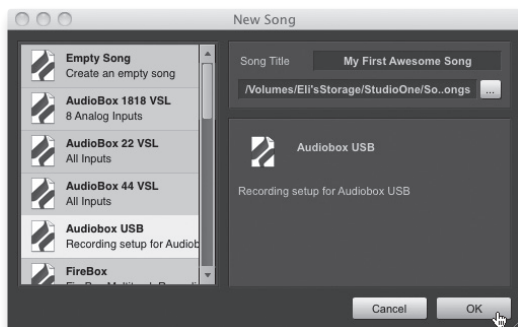 New Song
Empty Song
Create an empty song
AudioBox 1818 VSL
8 Analog Inputs
AudioBox 22 VSL
All Inputs
AudioBox 44 VSL
All Inputs
Audiobox USB
Recording setup for Audiob
FireBox
Song Title
My First Awesome Song
/Volumes/Eli'sStorage/StudioOne/So..ongs
...
Audiobox USB
Recording setup for Audiobox USB
Cancel
OK